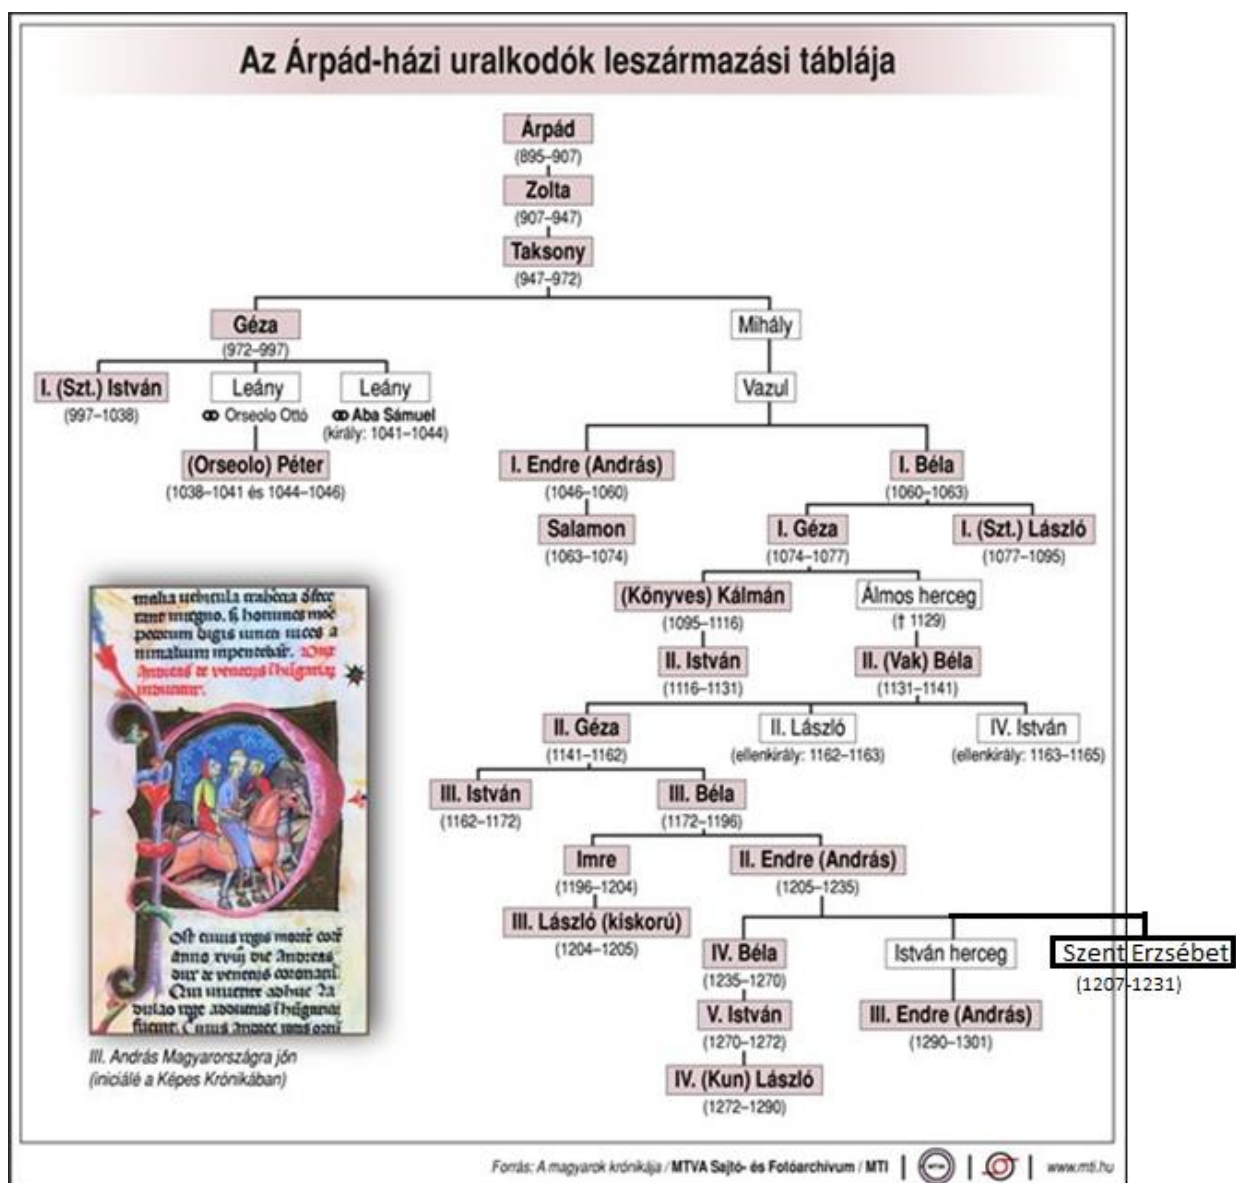 Az Árpád-házi uralkodók leszármazási táblája
Árpád
(895–907)
Zolta
(907–947)
Taksony
(947–972)
Géza
(972–997)
Mihály
I. (Szt.) István
(997–1038)
Leány
⚭ Orseolo Ottó
Leány
⚭ Aba Sámuel
(király: 1041–1044)
Vazul
(Orseolo) Péter
(1038–1041 és 1044–1046)
I. Endre (András)
(1046–1060)
I. Béla
(1060–1063)
Salamon
(1063–1074)
I. Géza
(1074–1077)
I. (Szt.) László
(1077–1095)
(Könyves) Kálmán
(1095–1116)
Álmos herceg
(† 1129)
II. István
(1116–1131)
II. (Vak) Béla
(1131–1141)
II. Géza
(1141–1162)
II. László
(ellenkirály: 1162–1163)
IV. István
(ellenkirály: 1163–1165)
III. István
(1162–1172)
III. Béla
(1172–1196)
Imre
(1196–1204)
II. Endre (András)
(1205–1235)
III. László (kiskorú)
(1204–1205)
IV. Béla
(1235–1270)
István herceg
Szent Erzsébet
(1207-1231)
V. István
(1270–1272)
III. Endre (András)
(1290–1301)
IV. (Kun) László
(1272–1290)
III. András Magyarországra jön
(iniciálé a Képes Krónikában)
Forrás: A magyarok krónikája / MTVA Sajtó- és Fotóarchívum / MTI
www.mti.hu